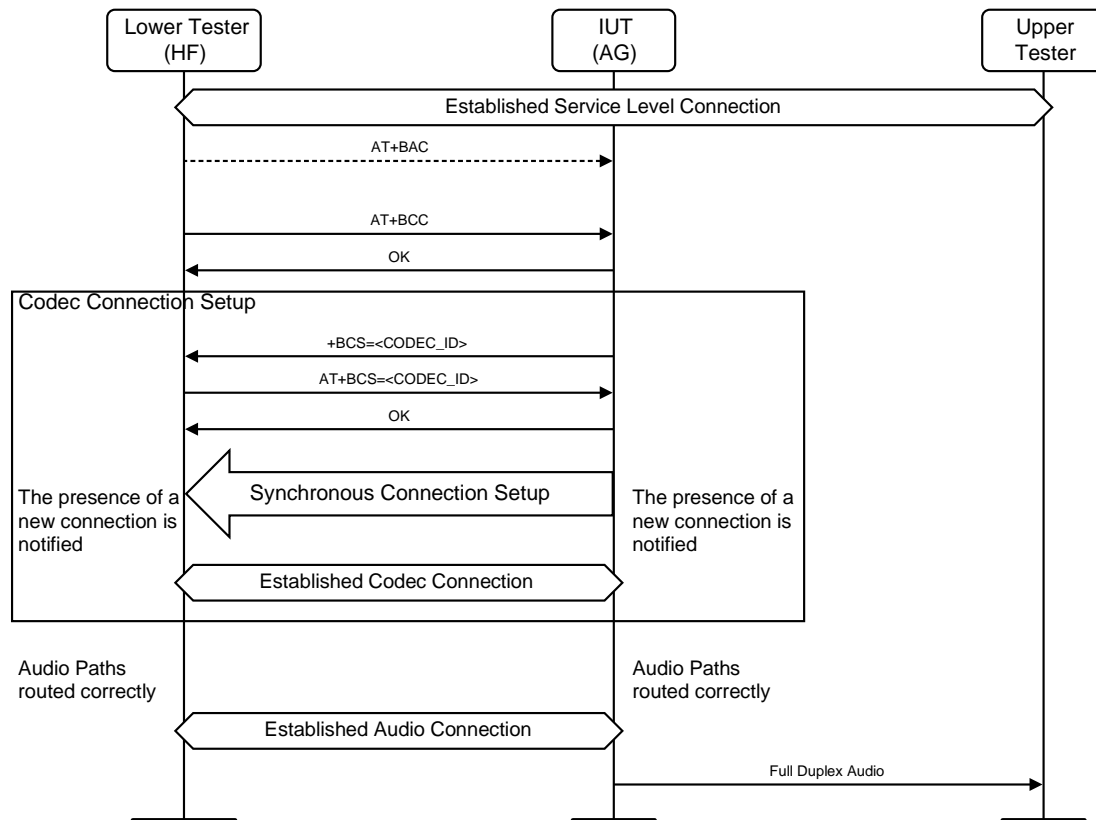 Lower Tester
(HF)
IUT
(AG)
Upper
Tester
Established Service Level Connection
AT+BAC
AT+BCC
OK
Codec Connection Setup
+BCS=<CODEC_ID>
AT+BCS=<CODEC_ID>
OK
Synchronous Connection Setup
The presence of a
new connection is
notified
The presence of a
new connection is
notified
Established Codec Connection
Audio Paths
routed correctly
Audio Paths
routed correctly
Established Audio Connection
Full Duplex Audio